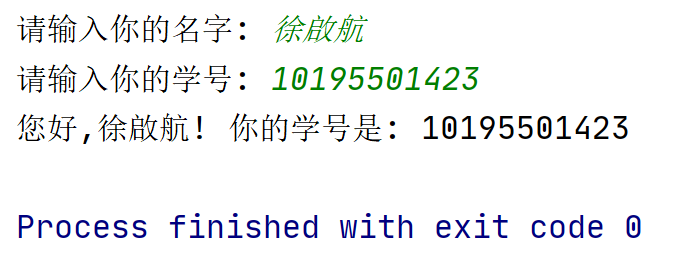 请输入你的名字: 徐啟航
请输入你的学号: 10195501423
您好,徐啟航! 你的学号是: 10195501423
Process finished with exit code 0